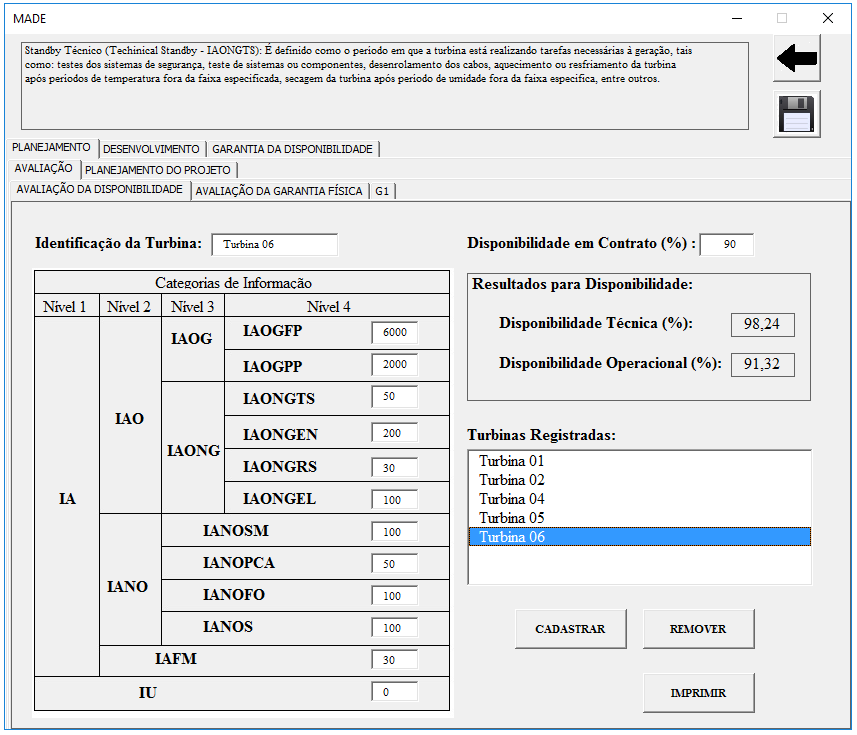 MADE
Standby Técnico (Techinical Standby - IAONGTS): É definido como o período em que a turbina está realizando tarefas necessárias à geração, tais
como: testes dos sistemas de segurança, teste de sistemas ou componentes, desenrolamento dos cabos, aquecimento ou resfriamento da turbina
após períodos de temperatura fora da faixa especificada, secagem da turbina após período de umidade fora da faixa especifica, entre outros.
PLANEJAMENTO DESENVOLVIMENTO GARANTIA DA DISPONIBILIDADE
AVALIAÇÃO PLANEJAMENTO DO PROJETO
AVALIAÇÃO DA DISPONIBILIDADE AVALIAÇÃO DA GARANTIA FÍSICA G1
Identificação da Turbina: Turbina 06
Categorias de Informação
Nível 1 Nível 2 Nível 3 Nível 4
IA
IAO
IAOG
IAOGFP 6000
IAOGPP 2000
IAONG
IAONGTS 50
IAONGEN 200
IAONGRS 30
IAONGEL 100
IANO
IANOSM 100
IANOPCA 50
IANOFO 100
IANOS 100
IAFM 30
IU 0
Disponibilidade em Contrato (%) : 90
Resultados para Disponibilidade:
Disponibilidade Técnica (%): 98,24
Disponibilidade Operacional (%): 91,32
Turbinas Registradas:
Turbina 01
Turbina 02
Turbina 04
Turbina 05
Turbina 06
CADASTRAR REMOVER
IMPRIMIR